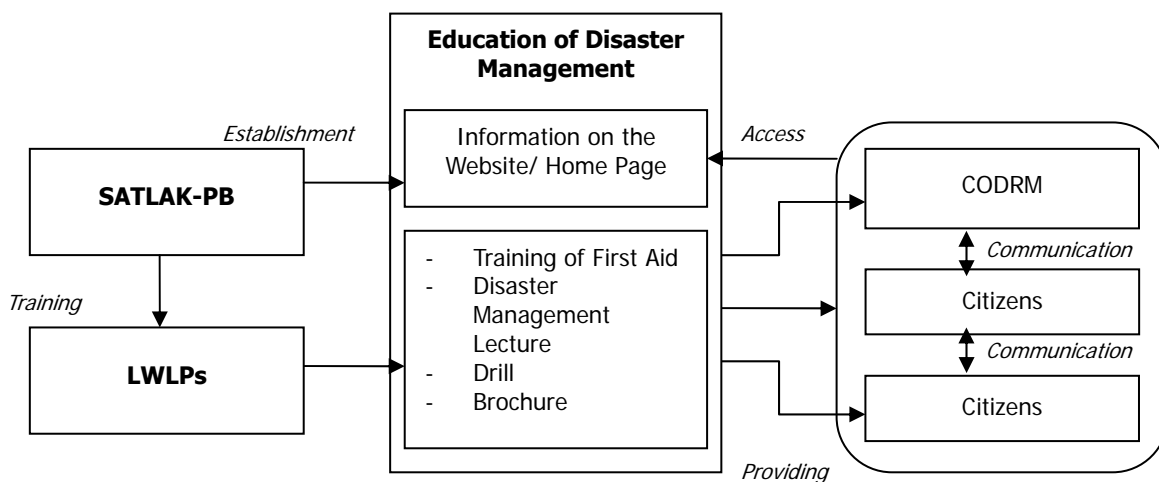 Education of Disaster
Management
Establishment
Information on the
Website/ Home Page
Access
SATLAK-PB
CODRM
- Training of First Aid
- Disaster
Management
Lecture
- Drill
- Brochure
Communication
Training
Citizens
LWLPs
Communication
Citizens
Providing